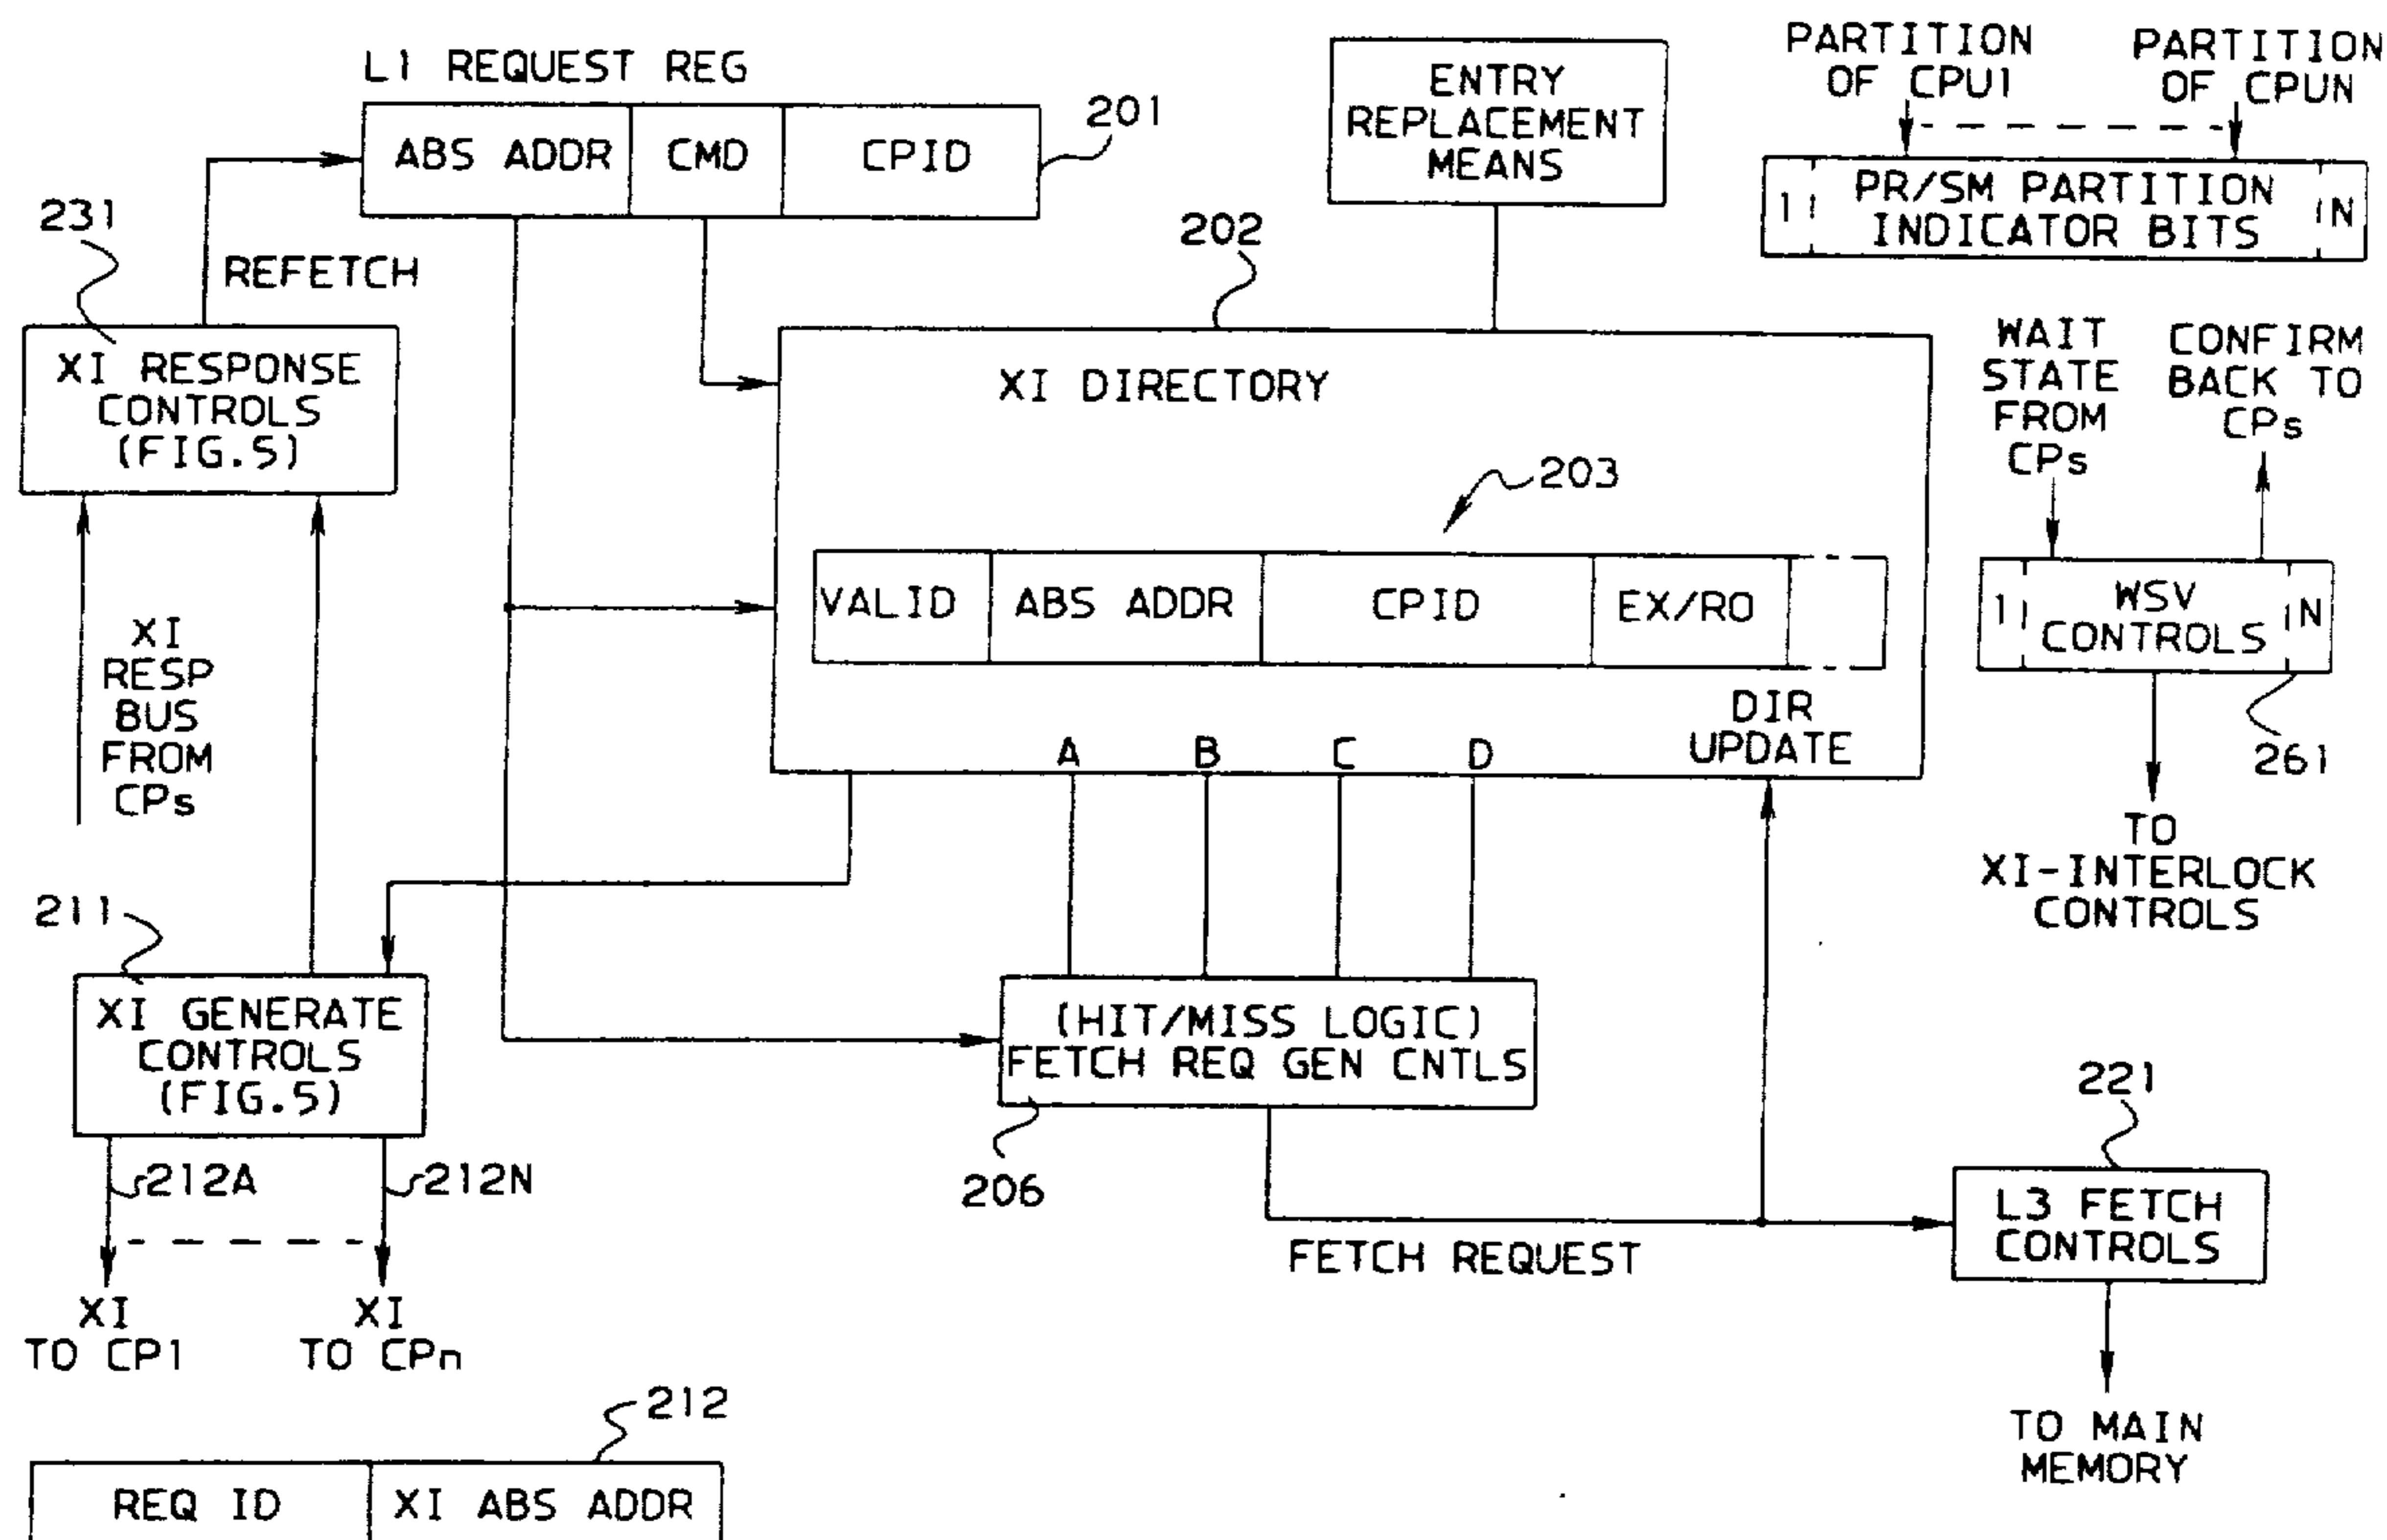 L1 REQUEST REG
ABS ADDR CMD CPID
201
ENTRY
REPLACEMENT
MEANS
PARTITION
OF CPU1
PARTITION
OF CPUN
1 PR/SM PARTITION N
INDICATOR BITS
231
REFETCH
202
XI RESPONSE
CONTROLS
(FIG.5)
XI DIRECTORY
203
VALID ABS ADDR CPID EX/RO
DIR
UPDATE
A B C D
WAIT
STATE
FROM
CPs
CONFIRM
BACK TO
CPs
1 WSV N
CONTROLS
261
TO
XI-INTERLOCK
CONTROLS
XI
RESP
BUS
FROM
CPs
211
XI GENERATE
CONTROLS
(FIG.5)
212A
212N
XI
TO CP1
XI
TO CPn
(HIT/MISS LOGIC)
FETCH REQ GEN CNTLS
206
FETCH REQUEST
221
L3 FETCH
CONTROLS
TO MAIN
MEMORY
212
REQ ID XI ABS ADDR